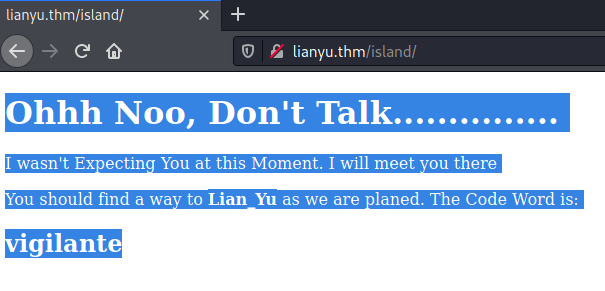 lianyu.thm/island/
lianyu.thm/island/
Ohhh Noo, Don't Talk...............
I wasn't Expecting You at this Moment. I will meet you there
You should find a way to Lian_Yu as we are planed. The Code Word is:
vigilante